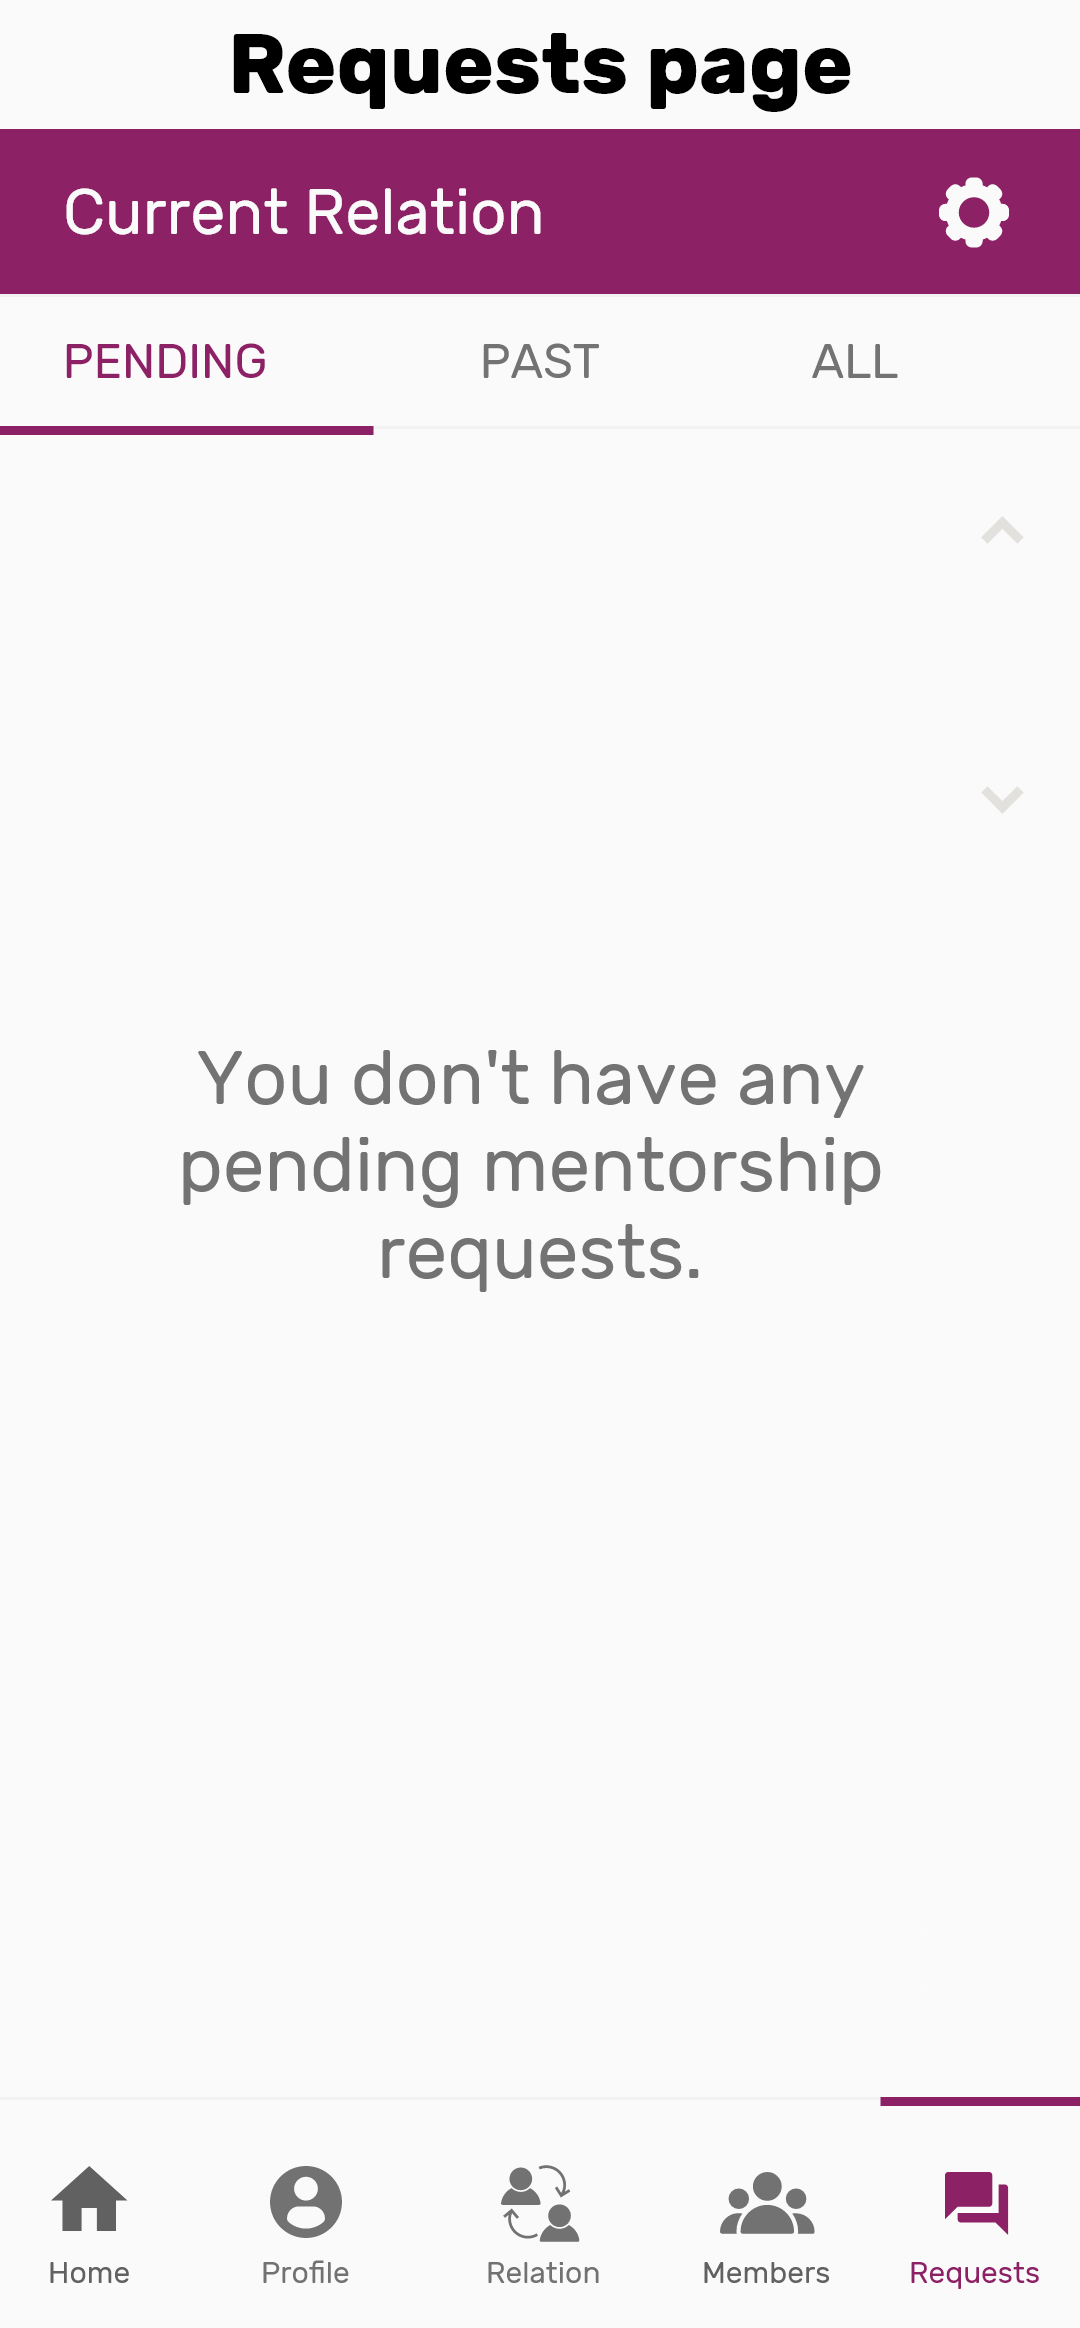 Requests page
Current Relation
PENDING PAST ALL
You don't have any
pending mentorship
requests.
Home Profile Relation Members Requests